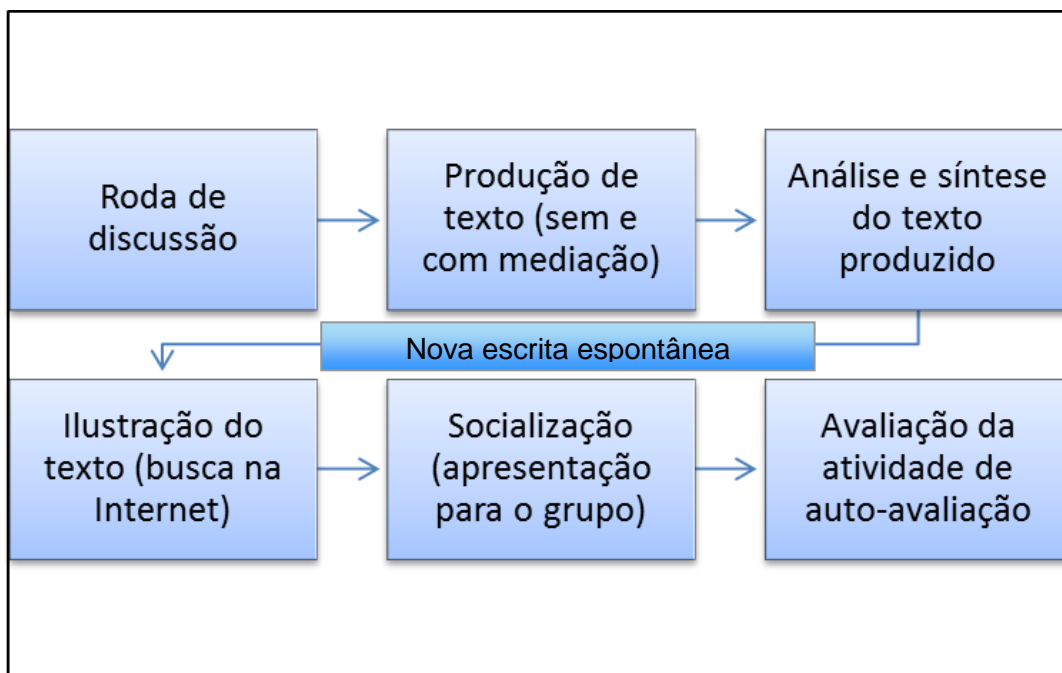 Roda de
discussão
Produção de
texto (sem e
com mediação)
Análise e síntese
do texto
produzido
Nova escrita espontânea
Ilustração do
texto (busca na
Internet)
Socialização
(apresentação
para o grupo)
Avaliação da
atividade de
auto-avaliação